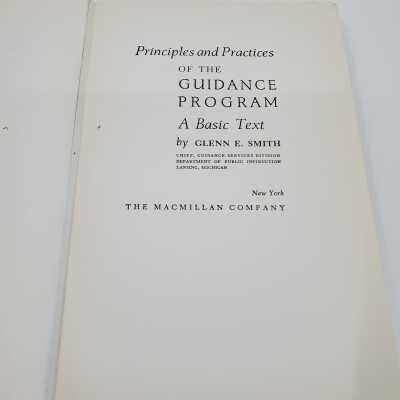 Principles and Practices
OF THE
GUIDANCE
PROGRAM
A Basic Text
by GLENN E. SMITH
CHIEF, GUIDANCE SERVICES DIVISION
DEPARTMENT OF PUBLIC INSTRUCTION
LANSING, MICHIGAN
New York
THE MACMILLAN COMPANY